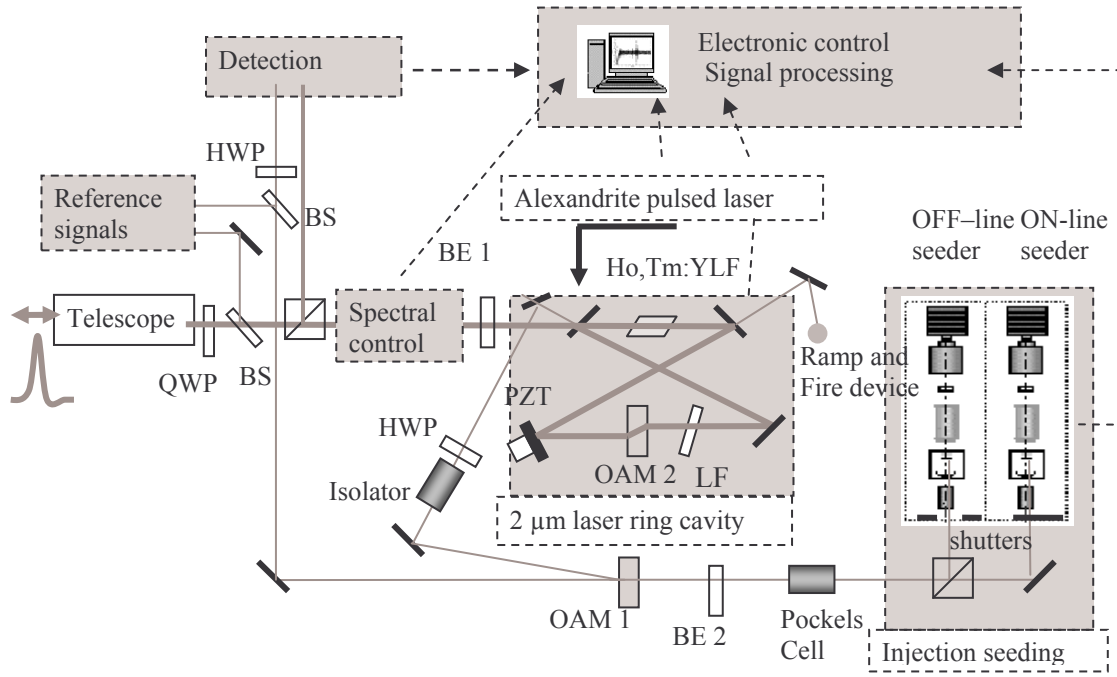 Detection
Electronic control
Signal processing
HWP
Reference
signals
BS
Alexandrite pulsed laser
OFF–line
seeder
ON-line
seeder
BE 1
Ho,Tm:YLF
Telescope
Spectral
control
QWP
BS
Ramp and
Fire device
PZT
HWP
OAM 2
LF
Isolator
2 µm laser ring cavity
shutters
OAM 1
BE 2
Pockels
Cell
Injection seeding